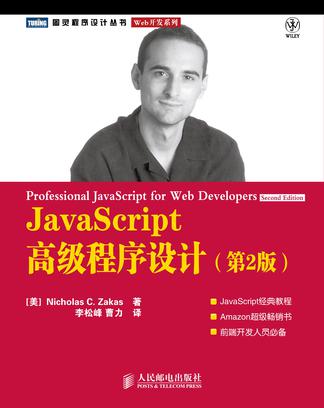 TURING 图灵程序设计丛书 Web开发系列
WILEY
Professional JavaScript for Web Developers Second Edition
JavaScript
高级程序设计（第2版）
[美] Nicholas C. Zakas 著
李松峰 曹力 译
JavaScript经典教程
Amazon超级畅销书
前端开发人员必备
人民邮电出版社
POSTS & TELECOM PRESS